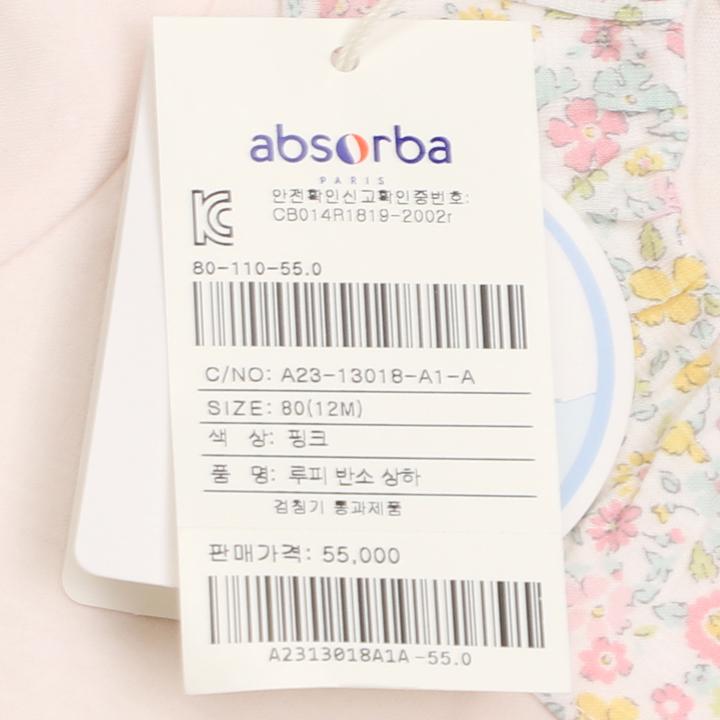 absorba
PARIS
안전확인신고확인증번호:
CB014R1819-2002r
80-110-55.0
C/NO: A23-13018-A1-A
SIZE: 80(12M)
색 상: 핑크
품 명: 루피 반소 상하
검침기 통과제품
판매가격: 55,000
A2313018A1A-55.0